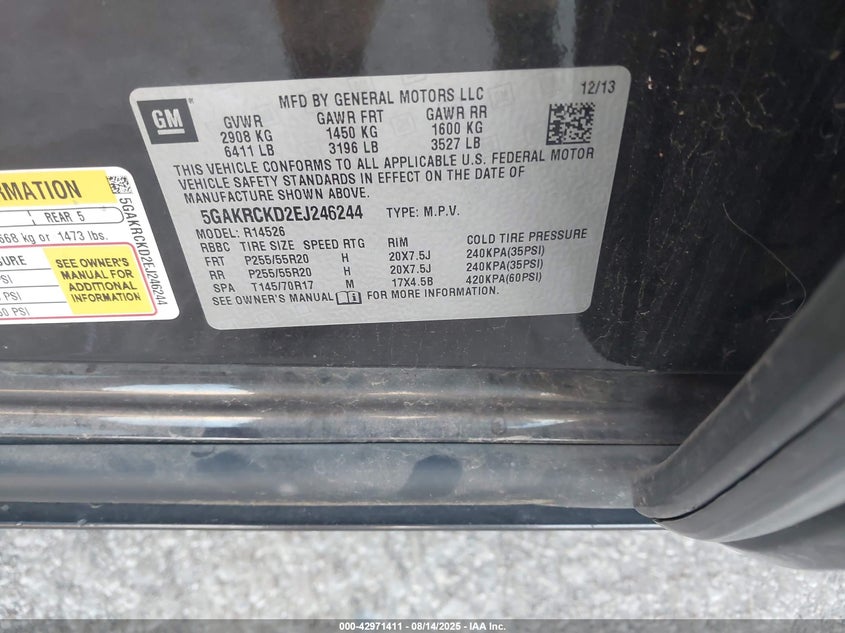 MFD BY GENERAL MOTORS LLC
12/13
GM
GVWR GAWR FRT GAWR RR
2908 KG 1450 KG 1600 KG
6411 LB 3196 LB 3527 LB
THIS VEHICLE CONFORMS TO ALL APPLICABLE U.S. FEDERAL MOTOR
VEHICLE SAFETY STANDARDS IN EFFECT ON THE DATE OF
MANUFACTURE SHOWN ABOVE.
5GAKRCKD2EJ246244 TYPE: M.P.V.
MODEL: R14526
RBBC TIRE SIZE SPEED RTG RIM COLD TIRE PRESSURE
FRT P255/55R20 H 20X7.5J 240KPA(35PSI)
RR P255/55R20 H 20X7.5J 240KPA(35PSI)
SPA T145/70R17 M 17X4.5B 420KPA(60PSI)
SEE OWNER'S MANUAL FOR MORE INFORMATION.
REAR 5
668 kg or 1473 lbs.
SEE OWNER'S
MANUAL FOR
ADDITIONAL
INFORMATION
PSI
PSI
PSI
5GAKRCKD2EJ246244
000-42971411 | 08/14/2025 | IAA Inc.